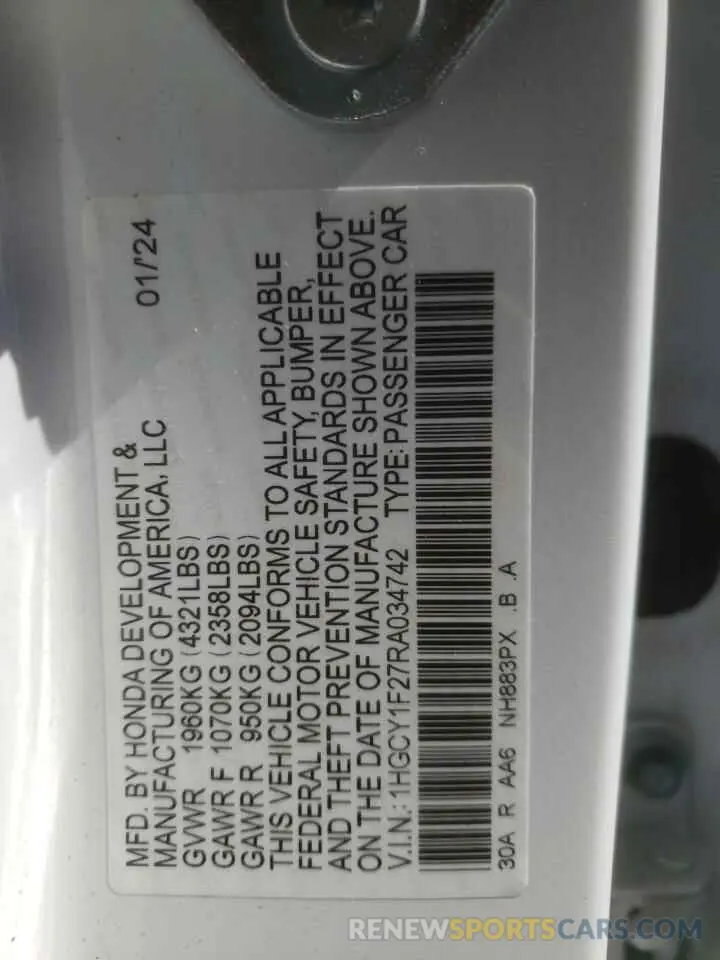 MFD. BY HONDA DEVELOPMENT & 01/'24
MANUFACTURING OF AMERICA, LLC
GVWR 1960KG (4321LBS)
GAWR F 1070KG (2358LBS)
GAWR R 950KG (2094LBS)
THIS VEHICLE CONFORMS TO ALL APPLICABLE
FEDERAL MOTOR VEHICLE SAFETY, BUMPER,
AND THEFT PREVENTION STANDARDS IN EFFECT
ON THE DATE OF MANUFACTURE SHOWN ABOVE.
V.I.N.: 1HGCY1F27RA034742 TYPE: PASSENGER CAR
30A R AA6 NH883PX .B .A
RENEWSPORTSCARS.COM